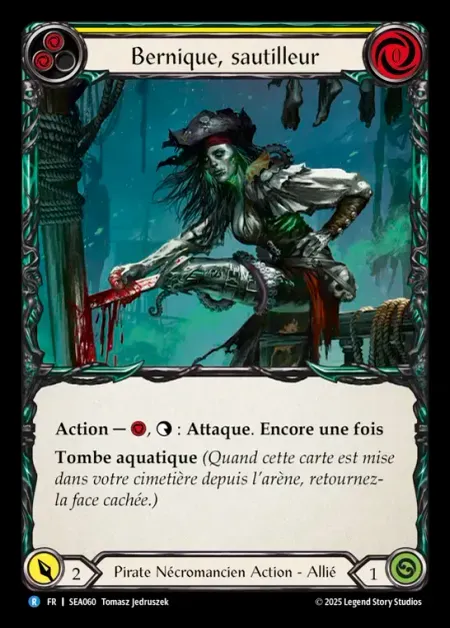 Bernique, sautilleur
0
Action — , : Attaque. Encore une fois
Tombe aquatique (Quand cette carte est mise
dans votre cimetière depuis l'arène, retournez-
la face cachée.)
2
Pirate Nécromancien Action - Allié
1
R FR | SEA060 Tomasz Jedruszek
© 2025 Legend Story Studios